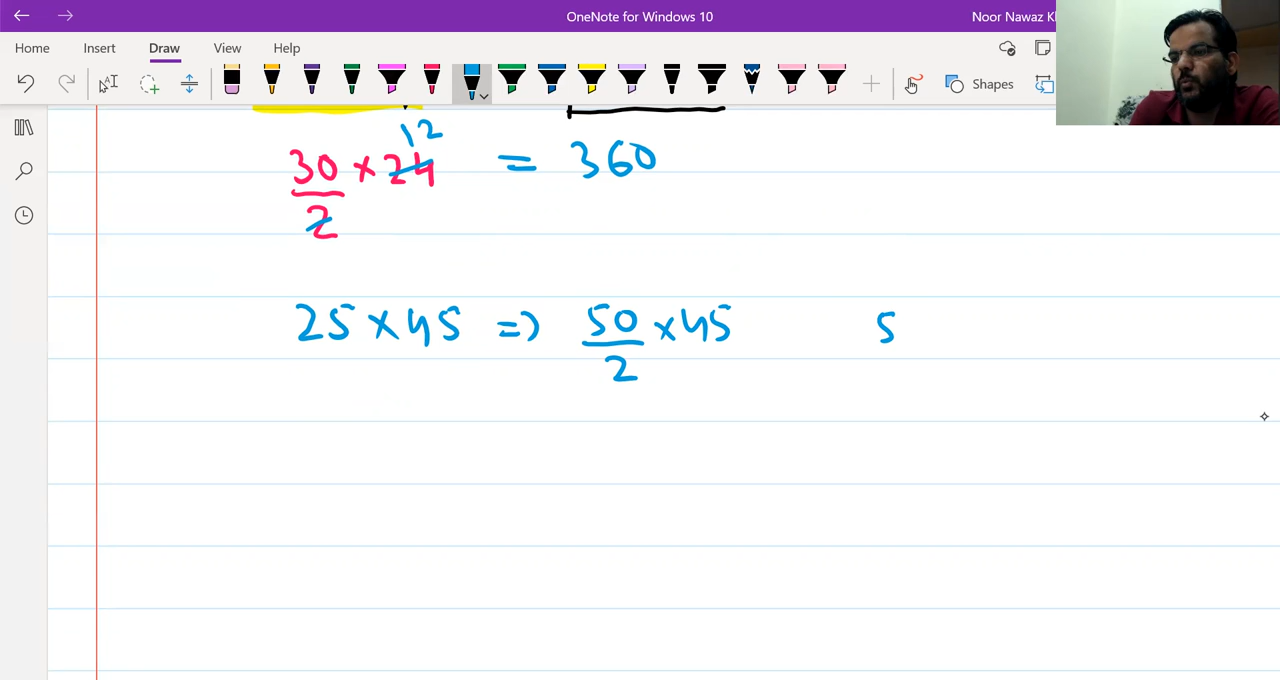 OneNote for Windows 10
Noor Nawaz Kh
Home Insert Draw View Help
Shapes
12
30 × 24 = 360
2
25 × 45 => 50 × 45 5
2